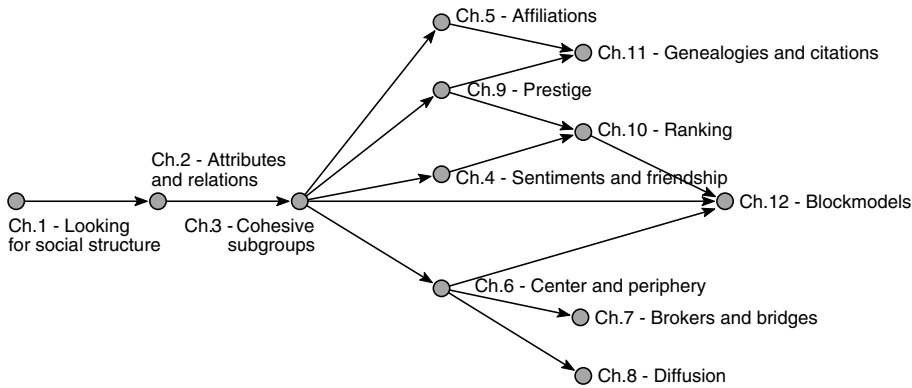 Ch.5 - Affiliations
Ch.11 - Genealogies and citations
Ch.9 - Prestige
Ch.10 - Ranking
Ch.2 - Attributes
and relations
Ch.4 - Sentiments and friendship
Ch.12 - Blockmodels
Ch.1 - Looking
for social structure
Ch.3 - Cohesive
subgroups
Ch.6 - Center and periphery
Ch.7 - Brokers and bridges
Ch.8 - Diffusion